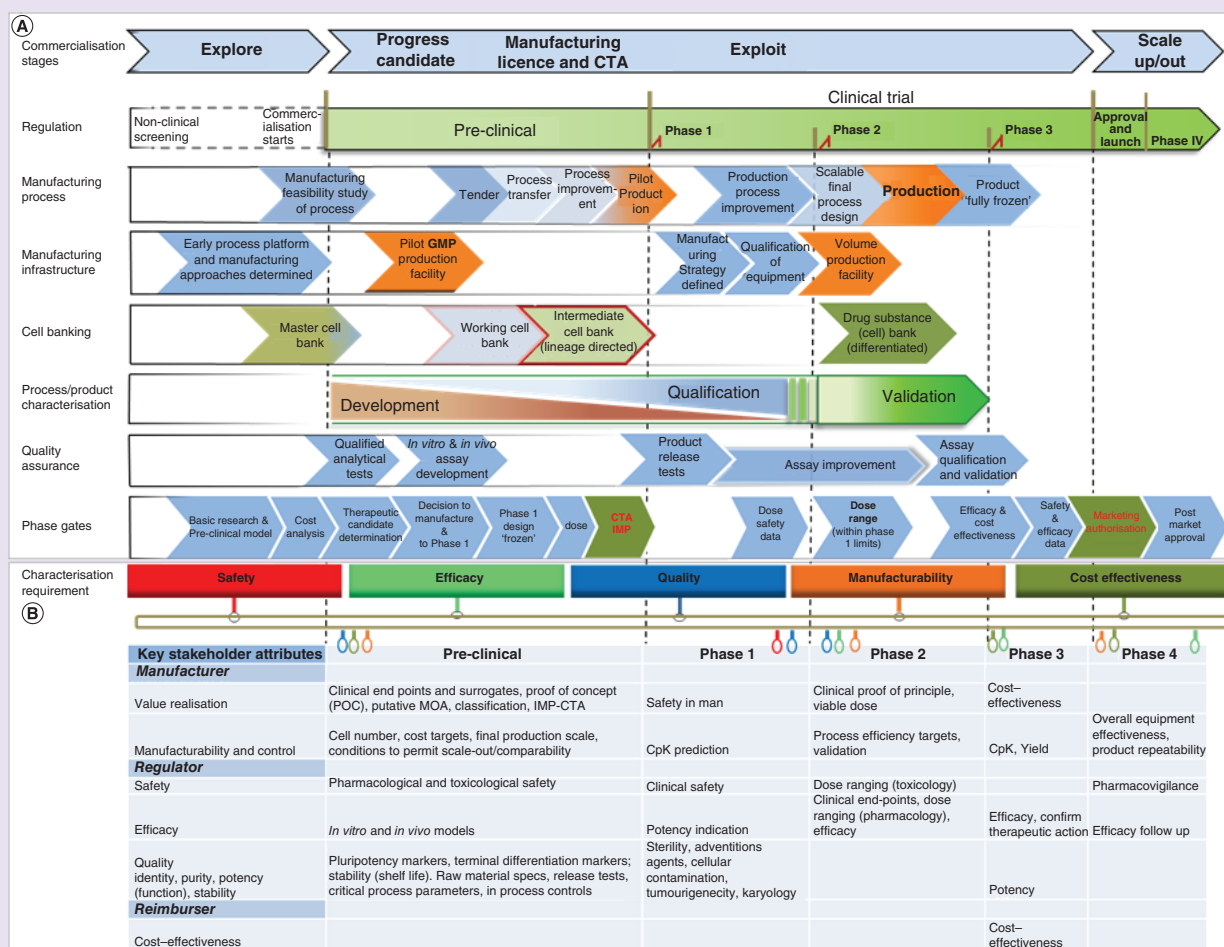 A
Commercialisation
stages
Explore
Progress
candidate
Manufacturing
licence and CTA
Exploit
Scale
up/out
Regulation
Non-clinical
screening
Commerc-
ialisation
starts
Pre-clinical
Clinical trial
Phase 1
Phase 2
Phase 3
Approval
and
launch
Phase IV
Manufacturing
process
Manufacturing
feasibility study
of process
Tender
Process
transfer
Process
improvem-
ent
Pilot
Product
ion
Production
process
improvement
Scalable
final
process
design
Production
Product
'fully frozen'
Manufacturing
infrastructure
Early process platform
and manufacturing
approaches determined
Pilot GMP
production
facility
Manufact
uring
Strategy
defined
Qualification
of
equipment
Volume
production
facility
Cell banking
Master cell
bank
Working cell
bank
Intermediate
cell bank
(lineage directed)
Drug substance
(cell) bank
(differentiated)
Process/product
characterisation
Development
Qualification
Validation
Quality
assurance
Qualified
analytical
tests
In vitro & in vivo
assay
development
Product
release
tests
Assay improvement
Assay
qualification
and validation
Phase gates
Basic research &
Pre-clinical model
Cost
analysis
Therapeutic
candidate
determination
Decision to
manufacture
&
to Phase 1
Phase 1
design
'frozen'
dose
CTA
IMP
Dose
safety
data
Dose
range
(within phase
1 limits)
Efficacy &
cost
effectiveness
Safety
&
efficacy
data
Marketing
authorisation
Post
market
approval
Characterisation
requirement
Safety
Efficacy
Quality
Manufacturability
Cost effectiveness
B
Key stakeholder attributes
Pre-clinical
Phase 1
Phase 2
Phase 3
Phase 4
Manufacturer
Value realisation
Clinical end points and surrogates, proof of concept
(POC), putative MOA, classification, IMP-CTA
Safety in man
Clinical proof of principle,
viable dose
Cost–
effectiveness
Manufacturability and control
Cell number, cost targets, final production scale,
conditions to permit scale-out/comparability
CpK prediction
Process efficiency targets,
validation
CpK, Yield
Overall equipment
effectiveness,
product repeatability
Regulator
Safety
Pharmacological and toxicological safety
Clinical safety
Dose ranging (toxicology)
Pharmacovigilance
Efficacy
In vitro and in vivo models
Potency indication
Clinical end-points, dose
ranging (pharmacology),
efficacy
Efficacy, confirm
therapeutic action
Efficacy follow up
Quality
identity, purity, potency
(function), stability
Pluripotency markers, terminal differentiation markers;
stability (shelf life). Raw material specs, release tests,
critical process parameters, in process controls
Sterility, adventitions
agents, cellular
contamination,
tumourigenecity, karyology
Potency
Reimburser
Cost–effectiveness
Cost–
effectiveness